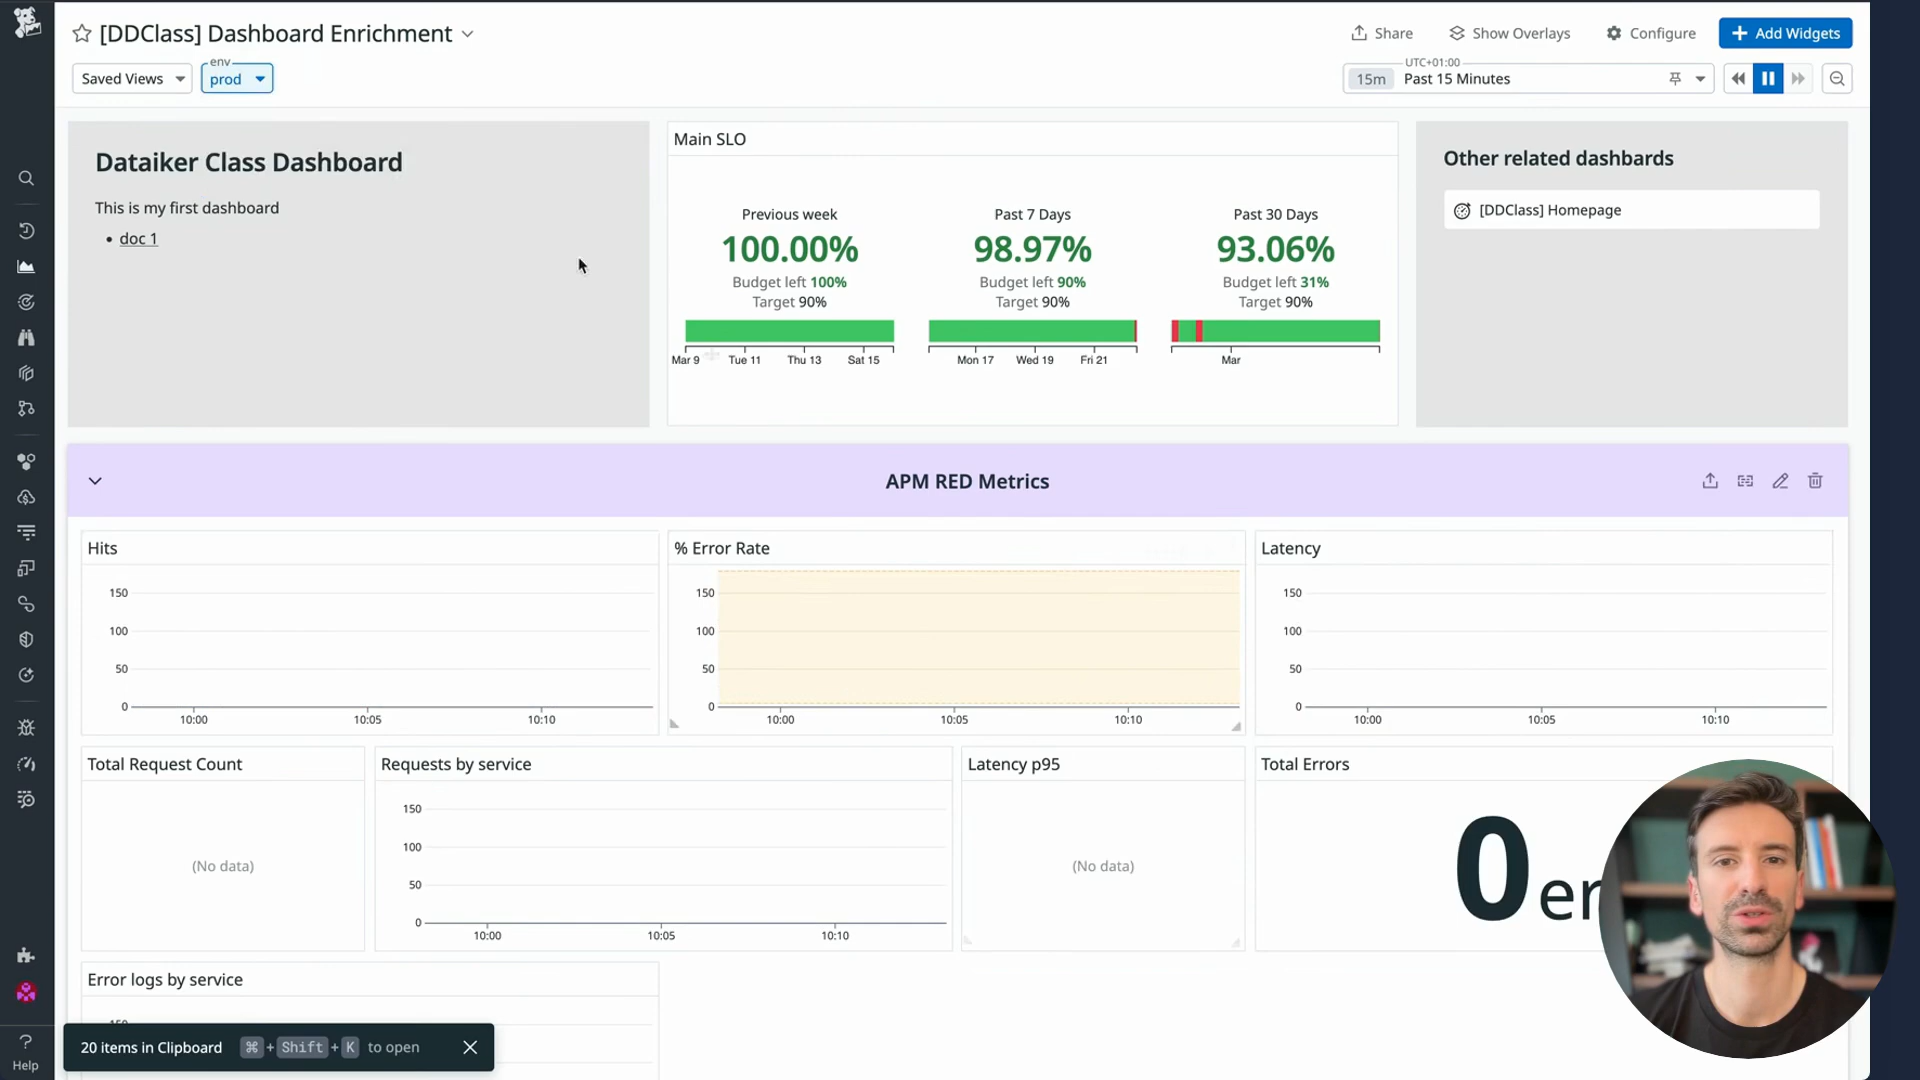 [DDClass] Dashboard Enrichment
Share
Show Overlays
Configure
+ Add Widgets
Saved Views
env
prod
UTC+01:00
15m Past 15 Minutes
Dataiker Class Dashboard
This is my first dashboard
• doc 1
Main SLO
Previous week
100.00%
Budget left 100%
Target 90%
Mar 9 Tue 11 Thu 13 Sat 15
Past 7 Days
98.97%
Budget left 90%
Target 90%
Mon 17 Wed 19 Fri 21
Past 30 Days
93.06%
Budget left 31%
Target 90%
Mar
Other related dashbards
[DDClass] Homepage
APM RED Metrics
Hits
150
100
50
0
10:00 10:05 10:10
% Error Rate
150
100
50
0
10:00 10:05 10:10
Latency
150
100
50
0
10:00 10:05 10:10
Total Request Count
(No data)
Requests by service
150
100
50
0
10:00 10:05 10:10
Latency p95
(No data)
Total Errors
0 er
Error logs by service
150
20 items in Clipboard ⌘ + Shift + K to open
? Help